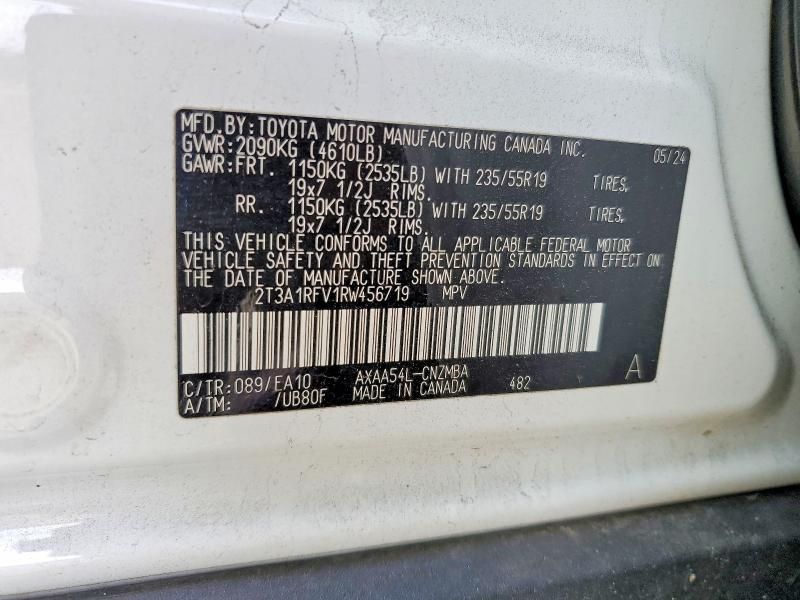 MFD.BY:TOYOTA MOTOR MANUFACTURING CANADA INC. 05/24
GVWR:2090KG (4610LB)
GAWR:FRT. 1150KG (2535LB) WITH 235/55R19 TIRES,
19x7 1/2J RIMS.
RR. 1150KG (2535LB) WITH 235/55R19 TIRES,
19x7 1/2J RIMS.
THIS VEHICLE CONFORMS TO ALL APPLICABLE FEDERAL MOTOR
VEHICLE SAFETY AND THEFT PREVENTION STANDARDS IN EFFECT ON
THE DATE OF MANUFACTURE SHOWN ABOVE.
2T3A1RFV1RW456719 MPV
C/TR:089/EA10 AXAA54L-CNZMBA A
A/TM: /UB80F MADE IN CANADA 482